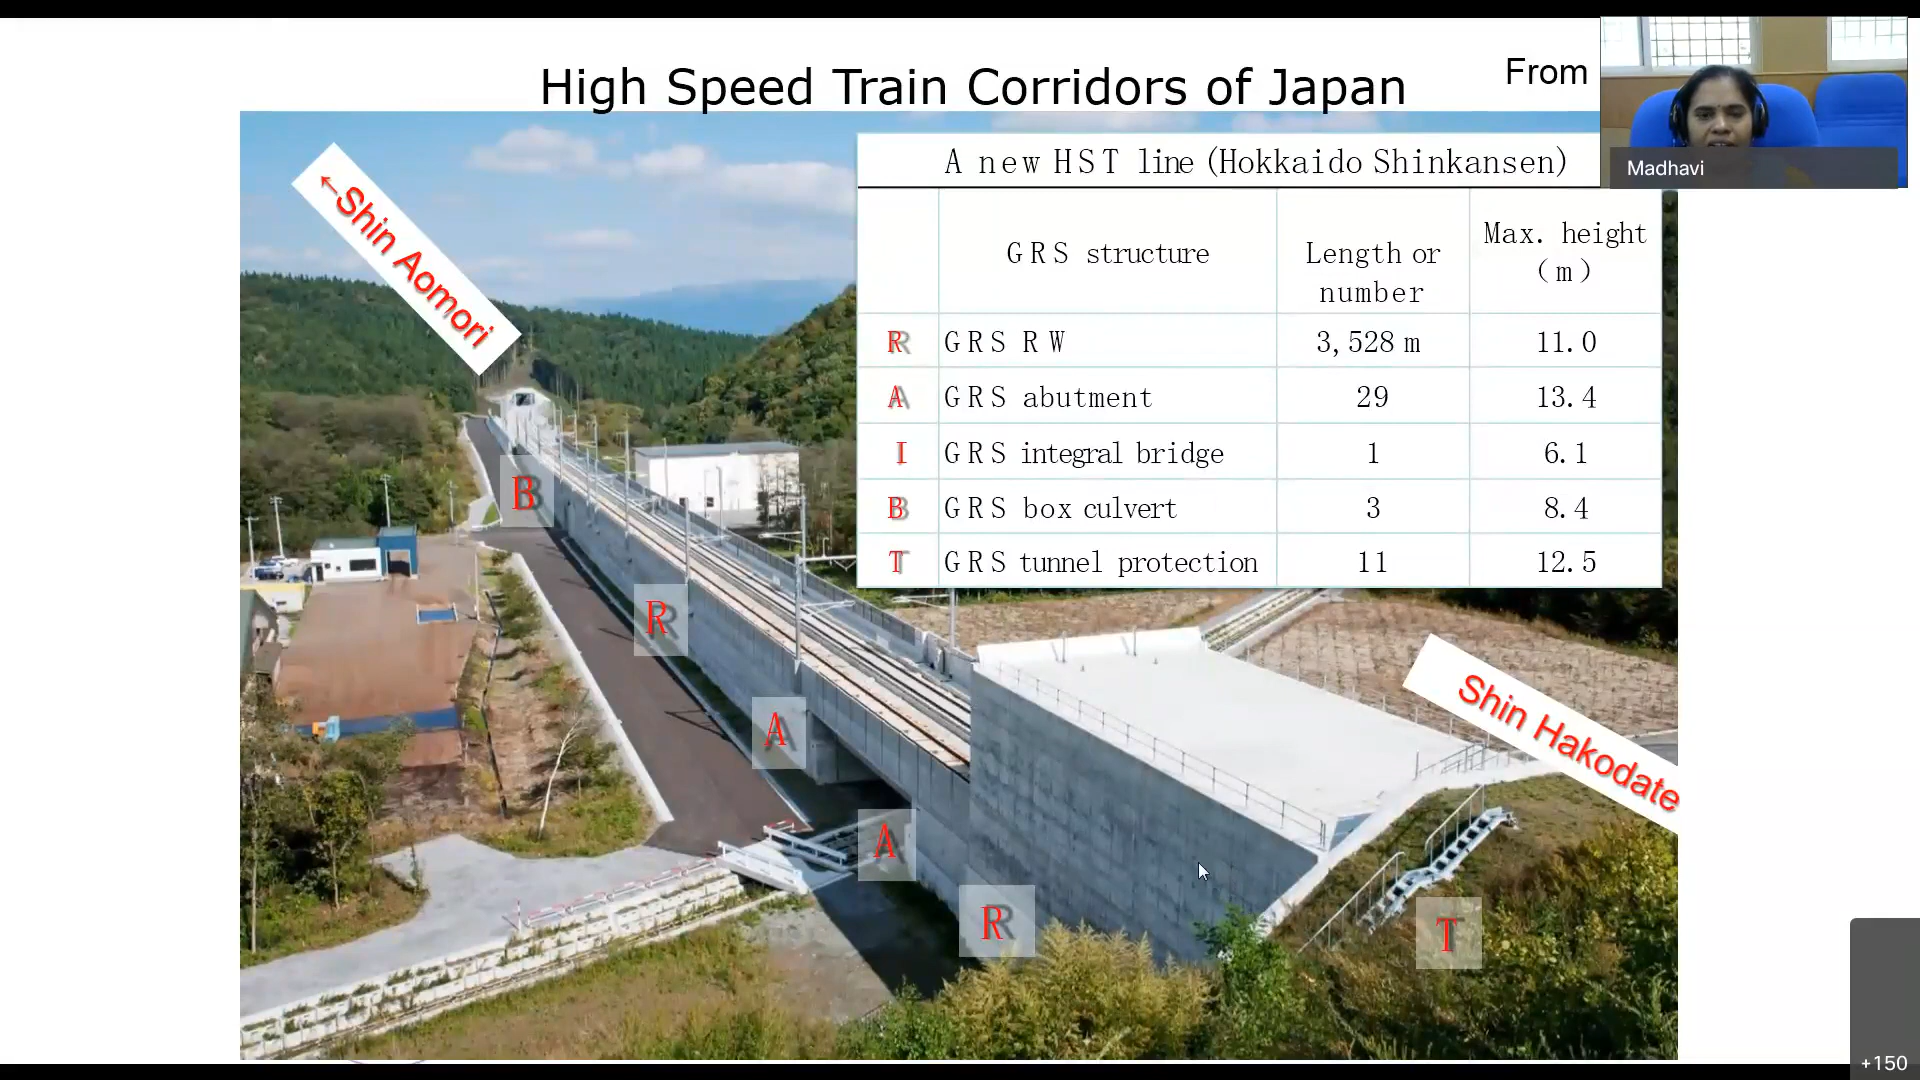 High Speed Train Corridors of Japan
From
Madhavi
←Shin Aomori
A new HST line (Hokkaido Shinkansen)
GRS structure
Length or
number
Max. height
(m)
R GRS RW 3,528 m 11.0
A GRS abutment 29 13.4
I GRS integral bridge 1 6.1
B GRS box culvert 3 8.4
T GRS tunnel protection 11 12.5
B
R
Shin Hakodate
A
A
R
T
+150